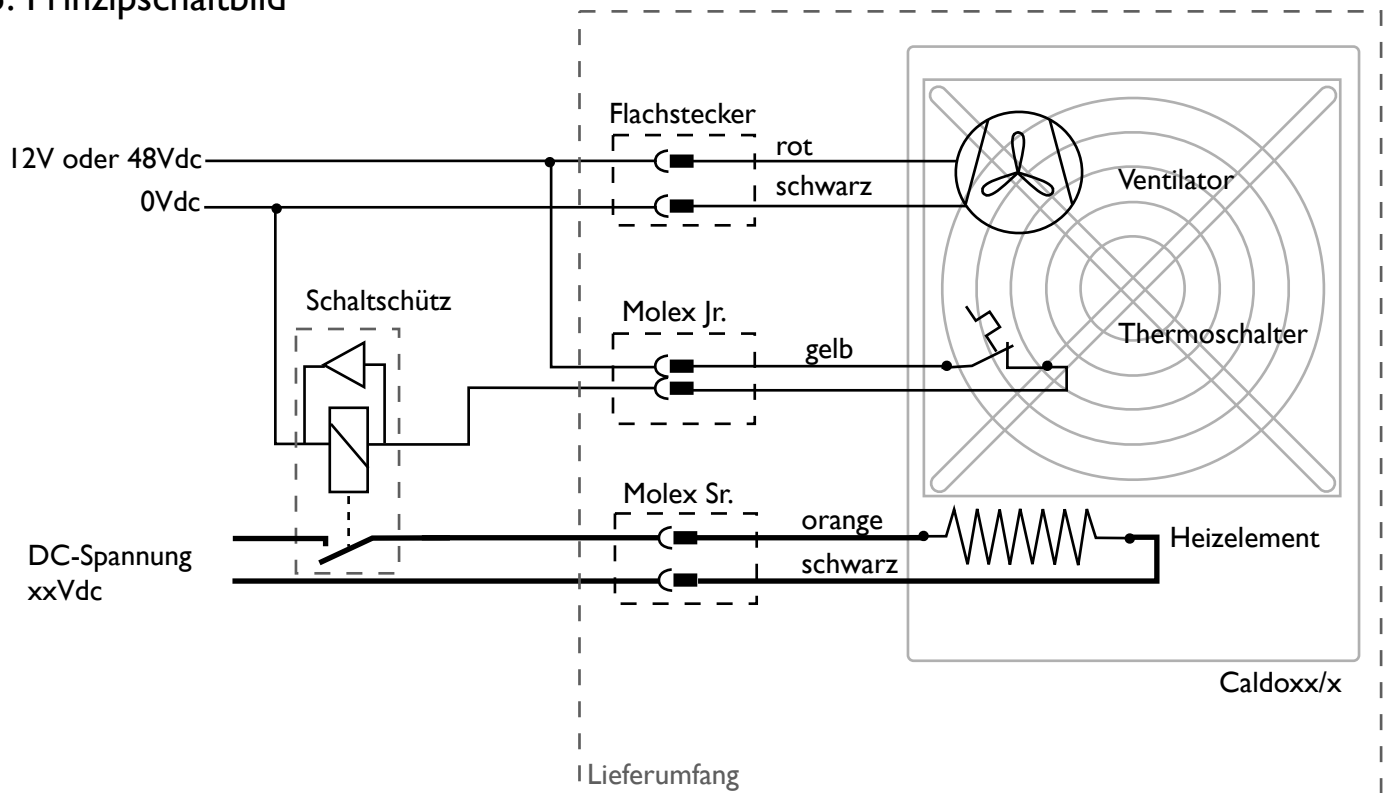 Prinzipschaltbild
Flachstecker
12V oder 48Vdc
rot
0Vdc
schwarz
Ventilator
Schaltschütz
Molex Jr.
gelb
Thermoschalter
Molex Sr.
orange
DC-Spannung
xxVdc
schwarz
Heizelement
Caldoxx/x
Lieferumfang